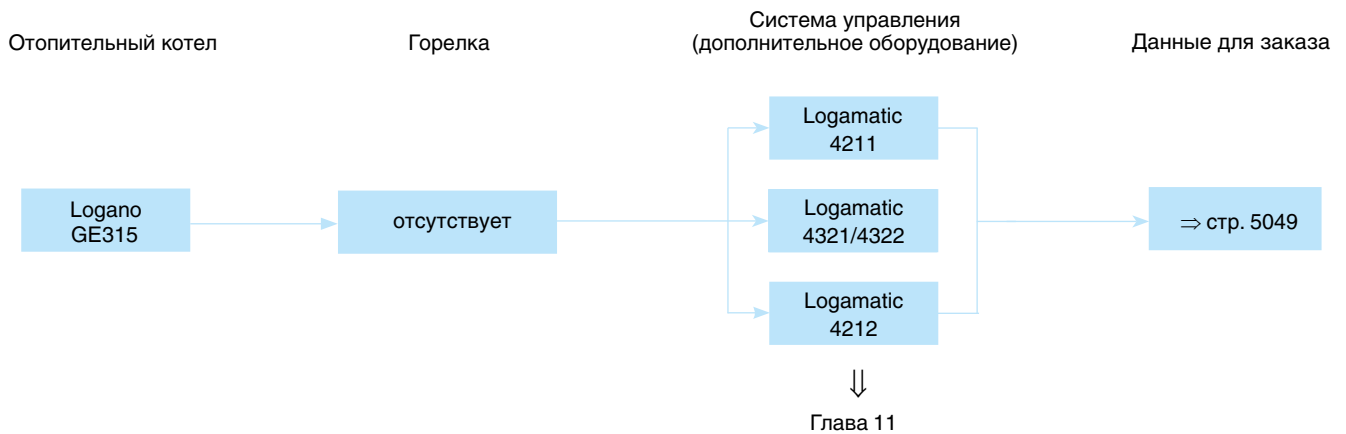 Отопительный котел
Горелка
Система управления
(дополнительное оборудование)
Данные для заказа
Logano
GE315
отсутствует
Logamatic
4211
Logamatic
4321/4322
Logamatic
4212
⇒ стр. 5049
⇓
Глава 11